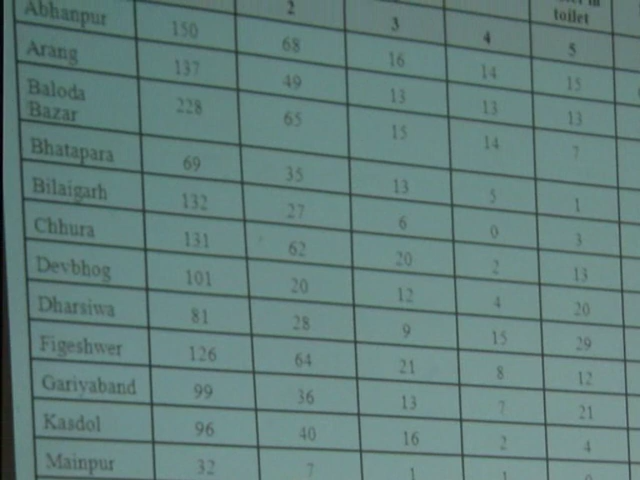 toilet
2 3 4 5
Abhanpur 150 68 16 14 15
Arang 137 49 13 13 13
Baloda
Bazar 228 65 15 14 7
Bhatapara 69 35 13 5 1
Bilaigarh 132 27 6 0 3
Chhura 131 62 20 2 13
Devbhog 101 20 12 4 20
Dharsiwa 81 28 9 15 29
Figeshwer 126 64 21 8 12
Gariyaband 99 36 13 7 21
Kasdol 96 40 16 2 4
Mainpur 32 7